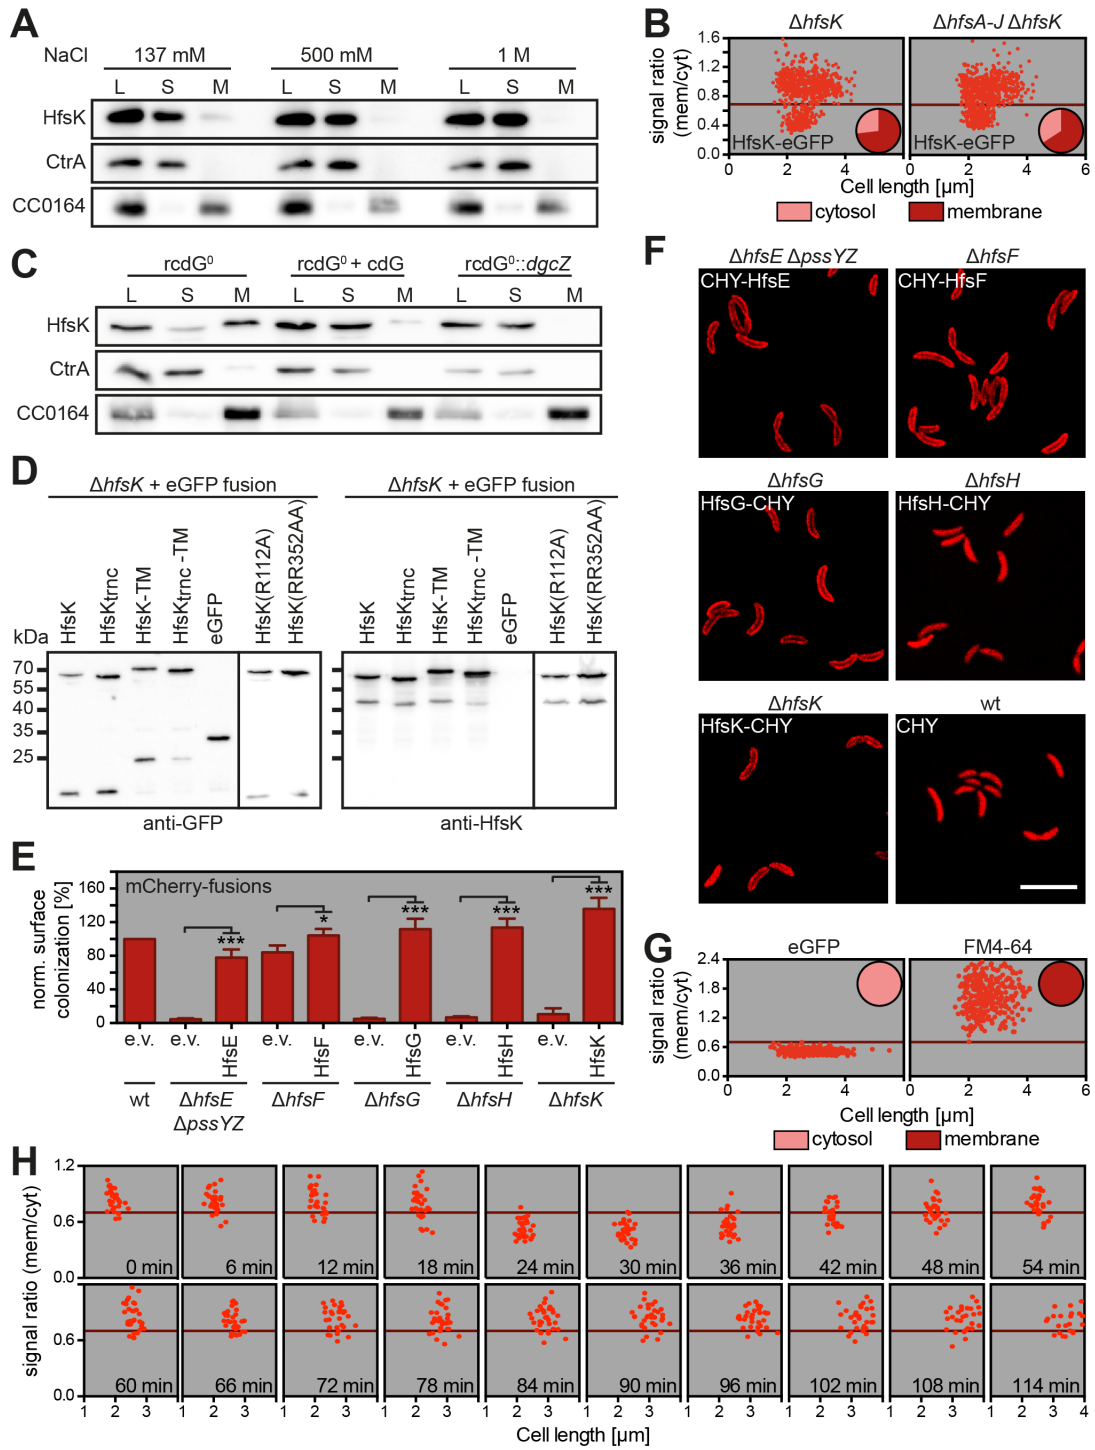 A
NaCl 137 mM 500 mM 1 M
L S M L S M L S M
HfsK
CtrA
CC0164
B
ΔhfsK ΔhfsA-J ΔhfsK
signal ratio
(mem/cyt)
1.6
1.2
0.8
0.4
0.0
HfsK-eGFP HfsK-eGFP
0 2 4 0 2 4 6
Cell length [µm]
cytosol membrane
C
rcdG⁰ rcdG⁰ + cdG rcdG⁰::dgcZ
L S M L S M L S M
HfsK
CtrA
CC0164
D
ΔhfsK + eGFP fusion ΔhfsK + eGFP fusion
HfsK
HfsKtrnc
HfsK-TM
HfsKtrnc -TM
eGFP
HfsK(R112A)
HfsK(RR352AA)
HfsK
HfsKtrnc
HfsK-TM
HfsKtrnc -TM
eGFP
HfsK(R112A)
HfsK(RR352AA)
kDa
70
55
40
35
25
anti-GFP anti-HfsK
E
mCherry-fusions
norm. surface
colonization [%]
160
120
80
40
0
*** * *** *** ***
e.v. e.v. HfsE e.v. HfsF e.v. HfsG e.v. HfsH e.v. HfsK
wt ΔhfsE ΔhfsF ΔhfsG ΔhfsH ΔhfsK
ΔpssYZ
F
ΔhfsE ΔpssYZ ΔhfsF
CHY-HfsE CHY-HfsF
ΔhfsG ΔhfsH
HfsG-CHY HfsH-CHY
ΔhfsK wt
HfsK-CHY CHY
G
eGFP FM4-64
signal ratio
(mem/cyt)
2.4
1.8
1.2
0.6
0.0
0 2 4 0 2 4 6
Cell length [µm]
cytosol membrane
H
signal ratio (mem/cyt)
1.2
0.6
0.0
0 min 6 min 12 min 18 min 24 min 30 min 36 min 42 min 48 min 54 min
signal ratio (mem/cyt)
0.6
0.0
60 min 66 min 72 min 78 min 84 min 90 min 96 min 102 min 108 min 114 min
1 2 3 1 2 3 1 2 3 1 2 3 1 2 3 1 2 3 1 2 3 1 2 3 1 2 3 1 2 3 4
Cell length [µm]